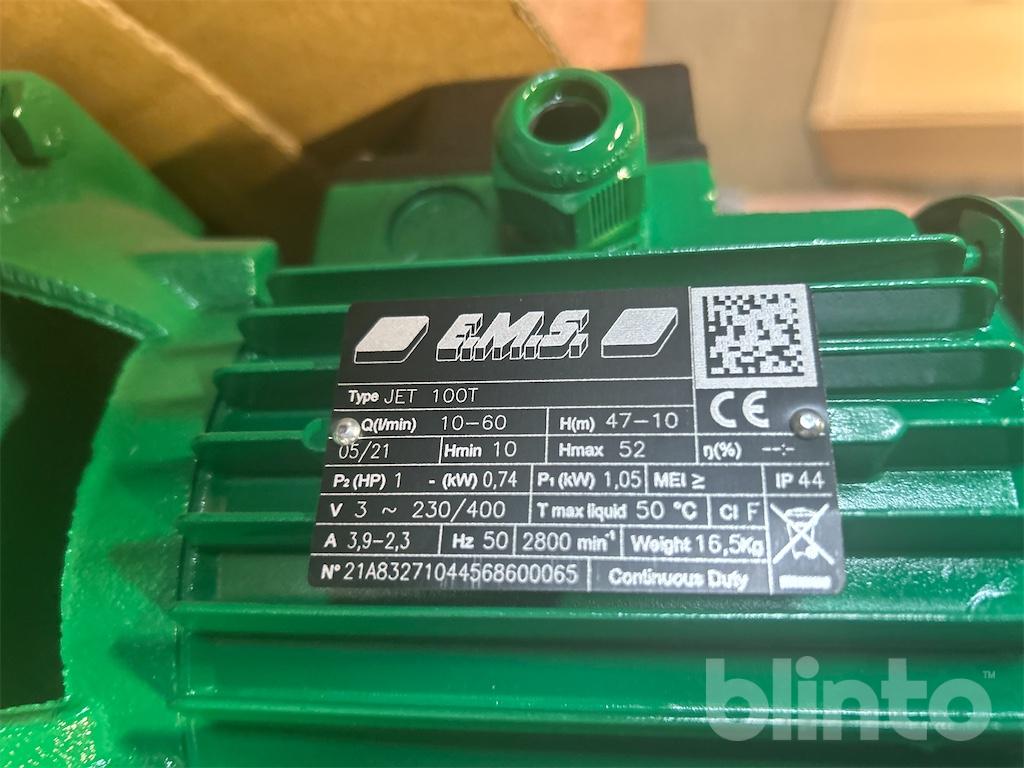 E.M.S.
Type JET 100T
CE
Q(l/min) 10-60 H(m) 47-10
05/21 Hmin 10 Hmax 52 η(%) --.-
P2 (HP) 1 - (kW) 0,74 P1 (kW) 1,05 MEI ≥ IP 44
V 3 ~ 230/400 T max liquid 50 °C Cl F
A 3,9-2,3 Hz 50 2800 min⁻¹ Weight 16,5Kg
N° 21A83271044568600065 Continuous Duty
blinto™